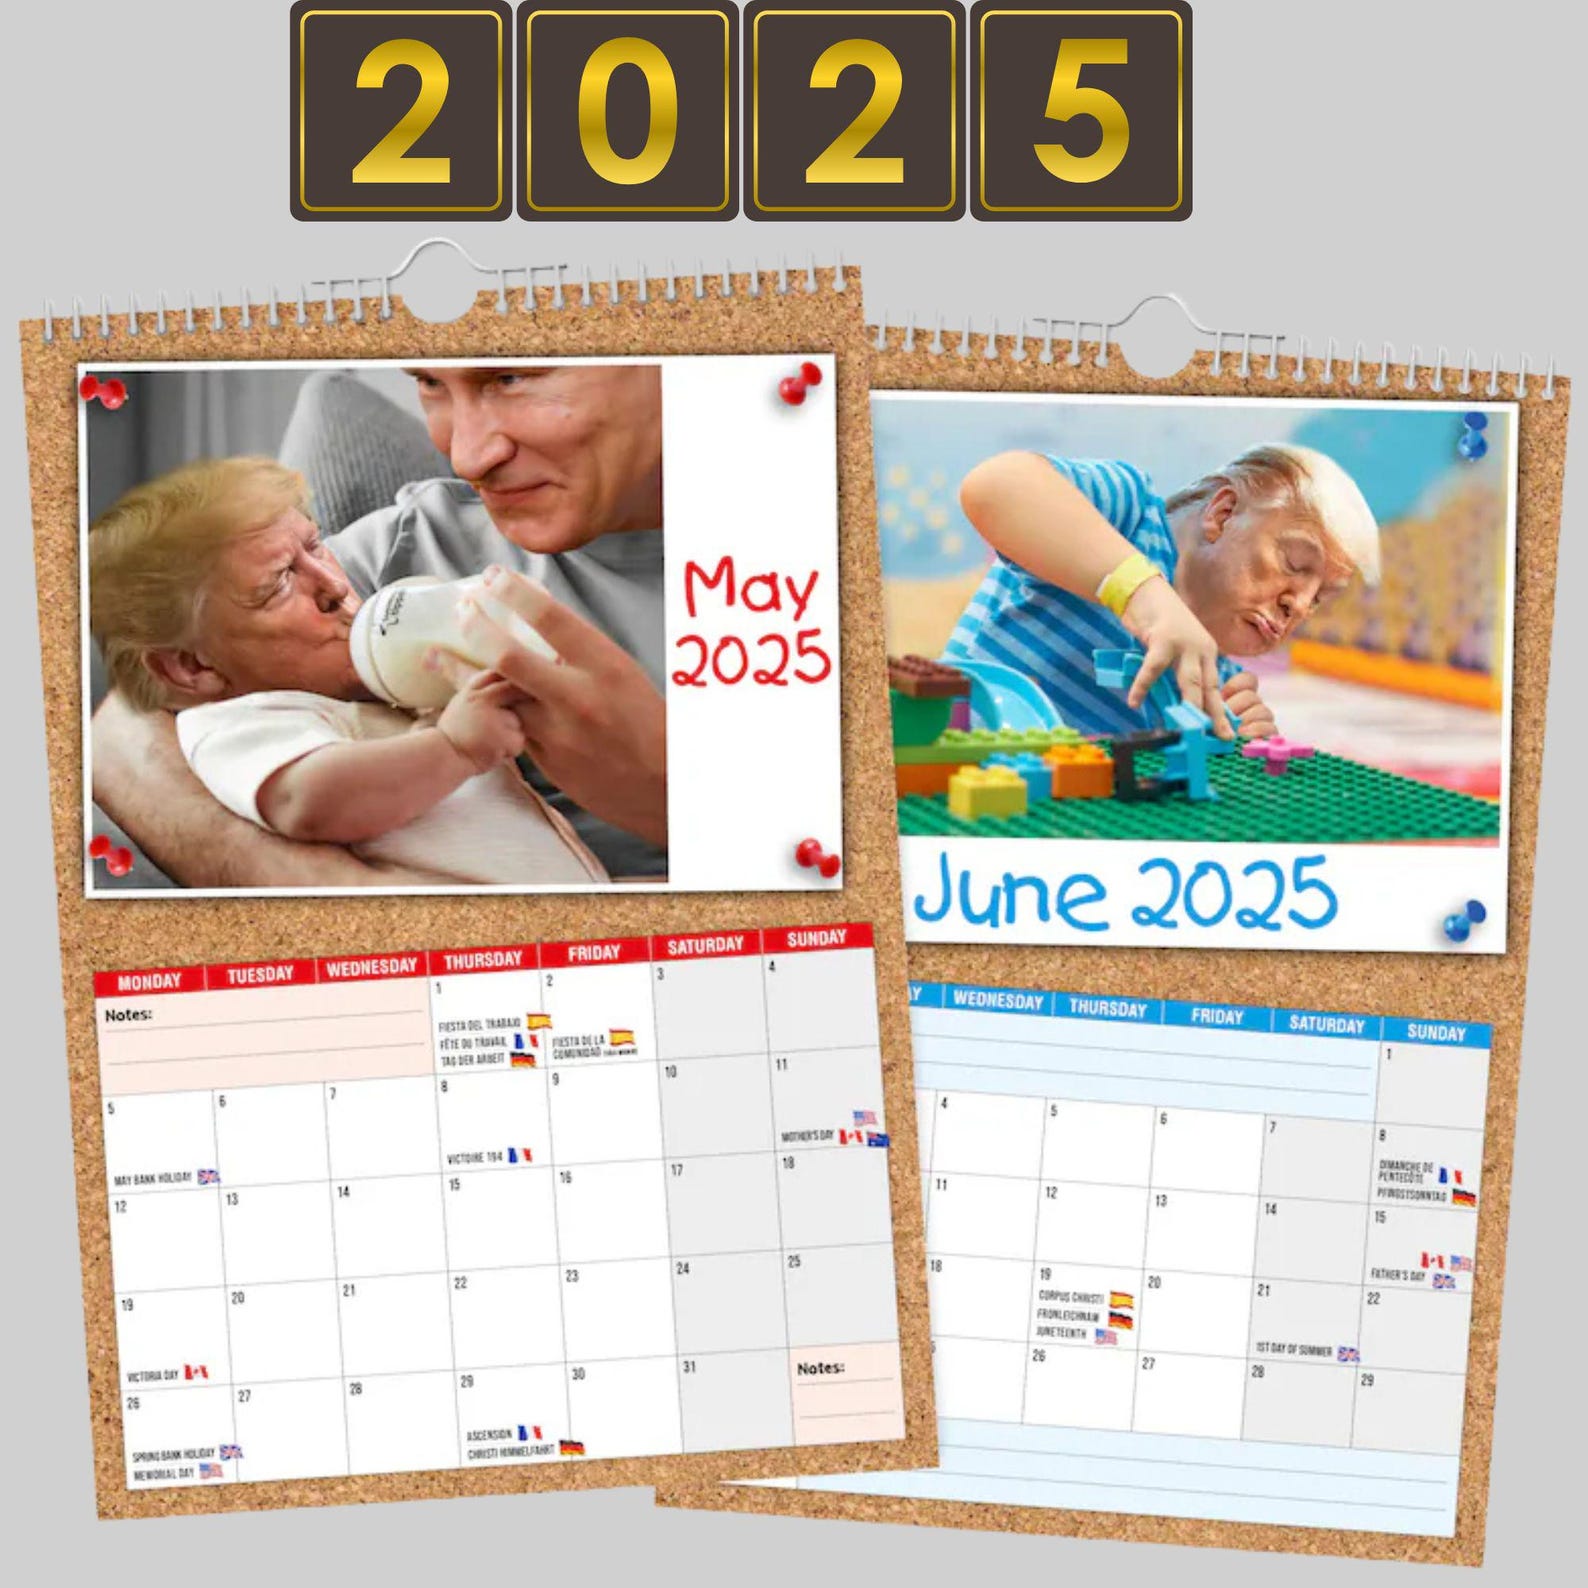 2025
May
2025
MONDAY TUESDAY WEDNESDAY THURSDAY FRIDAY SATURDAY SUNDAY
Notes:
1
FIESTA DEL TRABAJO
FÊTE DU TRAVAIL
TAG DER ARBEIT
2
FIESTA DE LA
COMUNIDAD
3
4
5
MAY BANK HOLIDAY
6
7
8
VICTOIRE 194
9
10
11
MOTHER'S DAY
12
13
14
15
16
17
18
19
VICTORIA DAY
20
21
22
23
24
25
26
SPRING BANK HOLIDAY
MEMORIAL DAY
27
28
29
ASCENSION
CHRISTI HIMMELFAHRT
30
31
Notes:
June 2025
AY WEDNESDAY THURSDAY FRIDAY SATURDAY SUNDAY
1
4
5
6
7
8
DIMANCHE DE
PENTECÔTE
PFINGSTSONNTAG
11
12
13
14
15
FATHER'S DAY
18
19
CORPUS CHRISTI
FRONLEICHNAM
JUNETEENTH
20
21
1ST DAY OF SUMMER
22
26
27
28
29